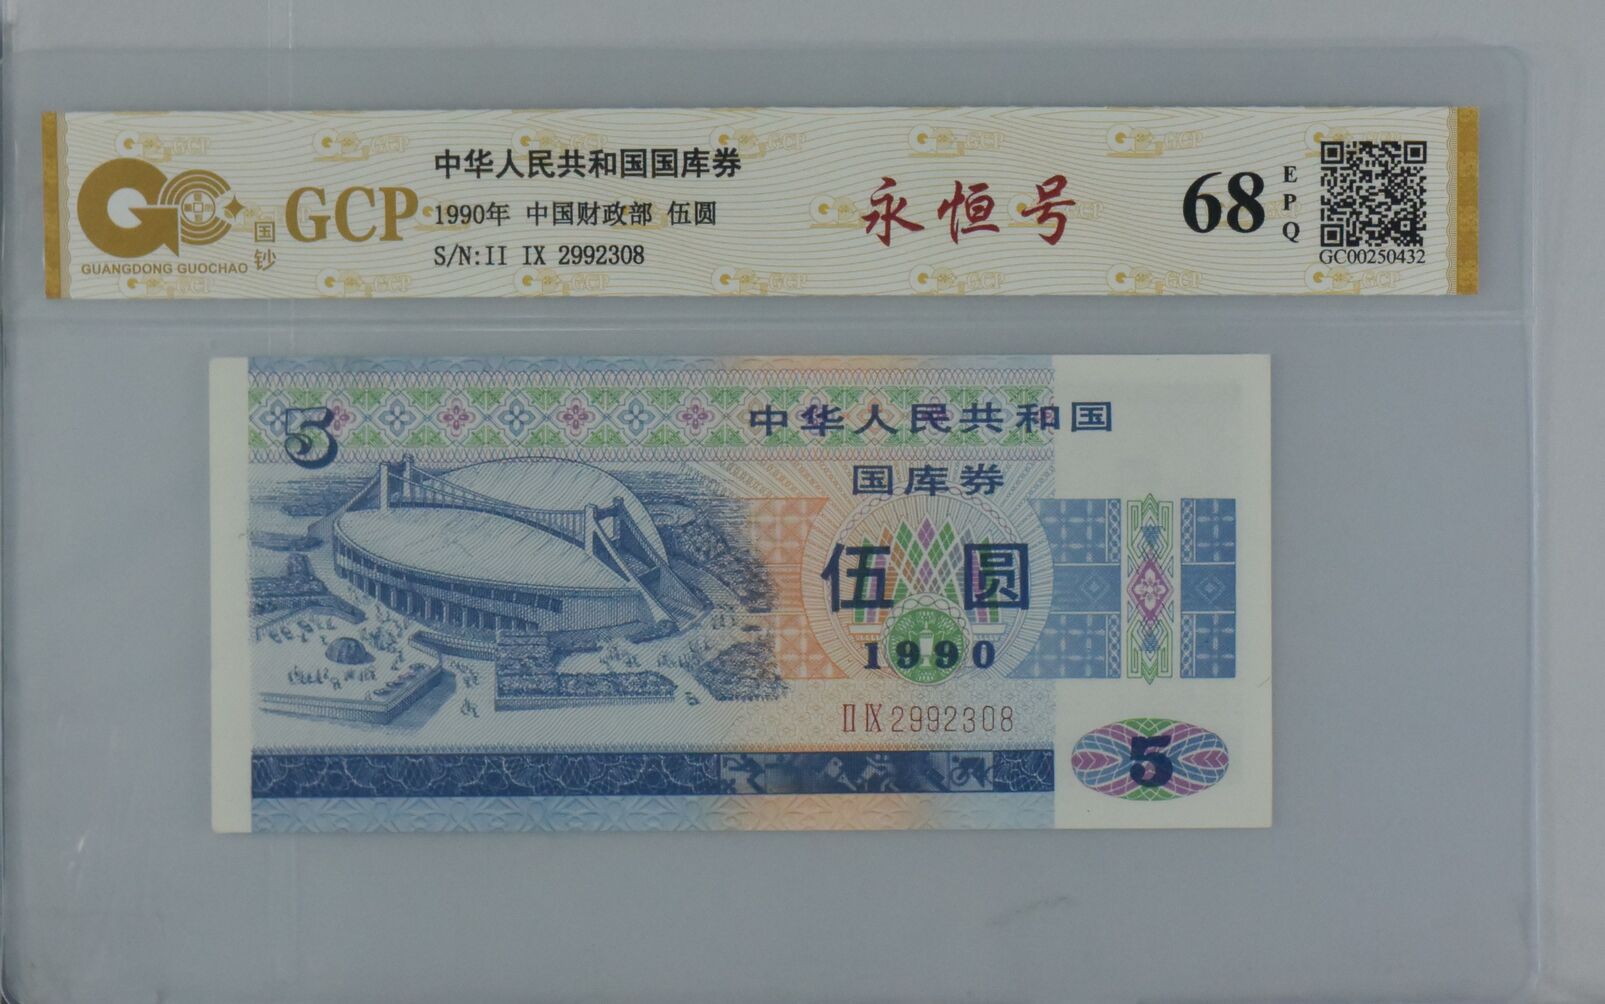 GUANGDONG GUOCHAO
国钞
GCP
中华人民共和国国库券
1990年 中国财政部 伍圆
S/N:II IX 2992308
永恒号
68
EPQ
GC00250432
5
中华人民共和国
国库券
伍圆
1990
II IX 2992308
5